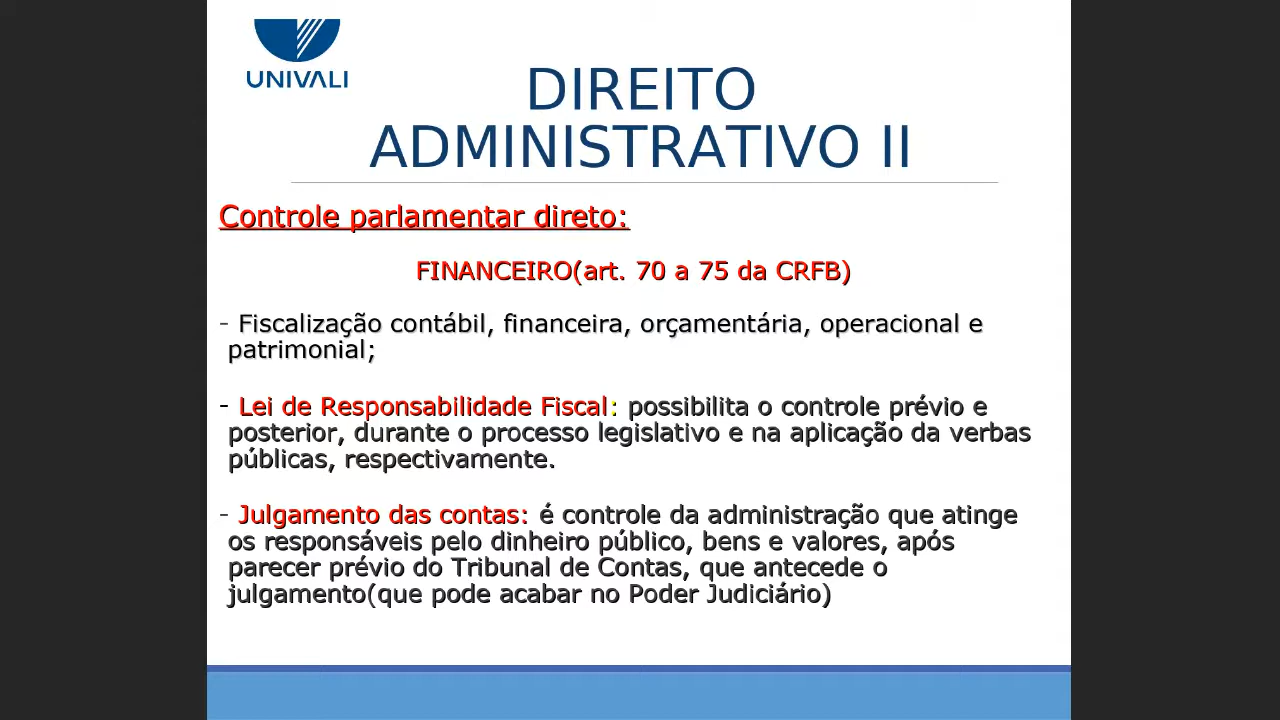 UNIVALI
DIREITO
ADMINISTRATIVO II
Controle parlamentar direto:
FINANCEIRO(art. 70 a 75 da CRFB)
- Fiscalização contábil, financeira, orçamentária, operacional e
patrimonial;
- Lei de Responsabilidade Fiscal: possibilita o controle prévio e
posterior, durante o processo legislativo e na aplicação da verbas
públicas, respectivamente.
- Julgamento das contas: é controle da administração que atinge
os responsáveis pelo dinheiro público, bens e valores, após
parecer prévio do Tribunal de Contas, que antecede o
julgamento(que pode acabar no Poder Judiciário)